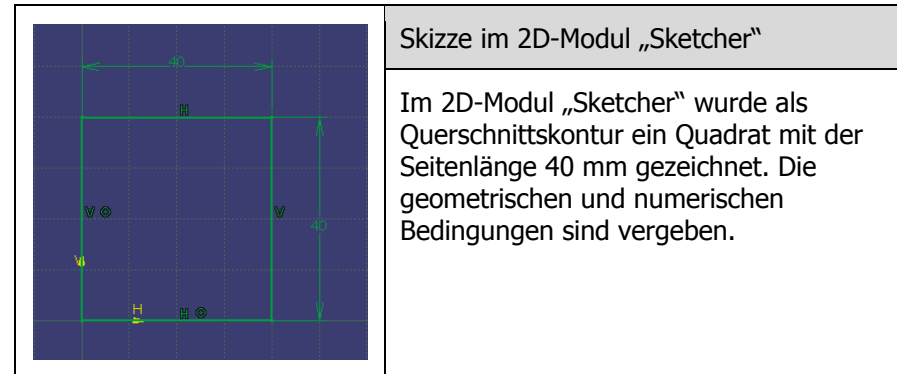 Skizze im 2D-Modul „Sketcher“
Im 2D-Modul „Sketcher“ wurde als
Querschnittskontur ein Quadrat mit der
Seitenlänge 40 mm gezeichnet. Die
geometrischen und numerischen
Bedingungen sind vergeben.
40
H
V
V
40
V
H
H